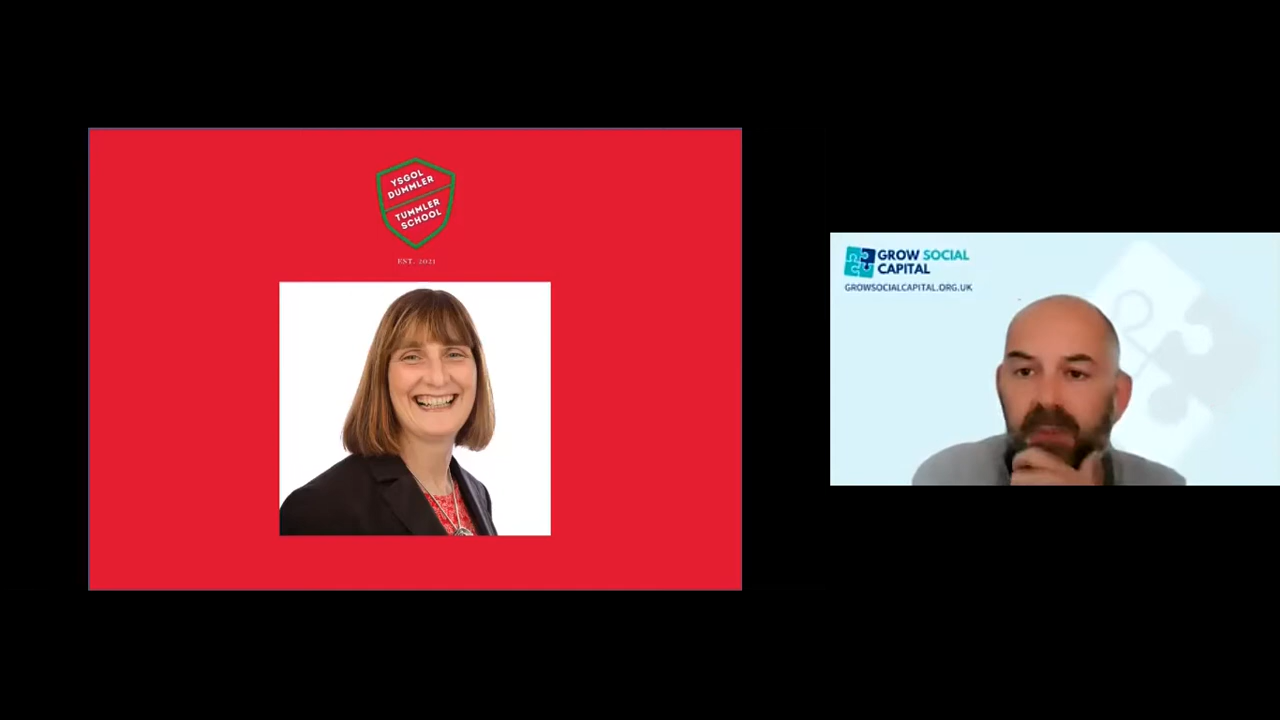 YSGOL
DUMMLER
TUMMLER
SCHOOL
EST. 2021
GROW SOCIAL
CAPITAL
GROWSOCIALCAPITAL.ORG.UK